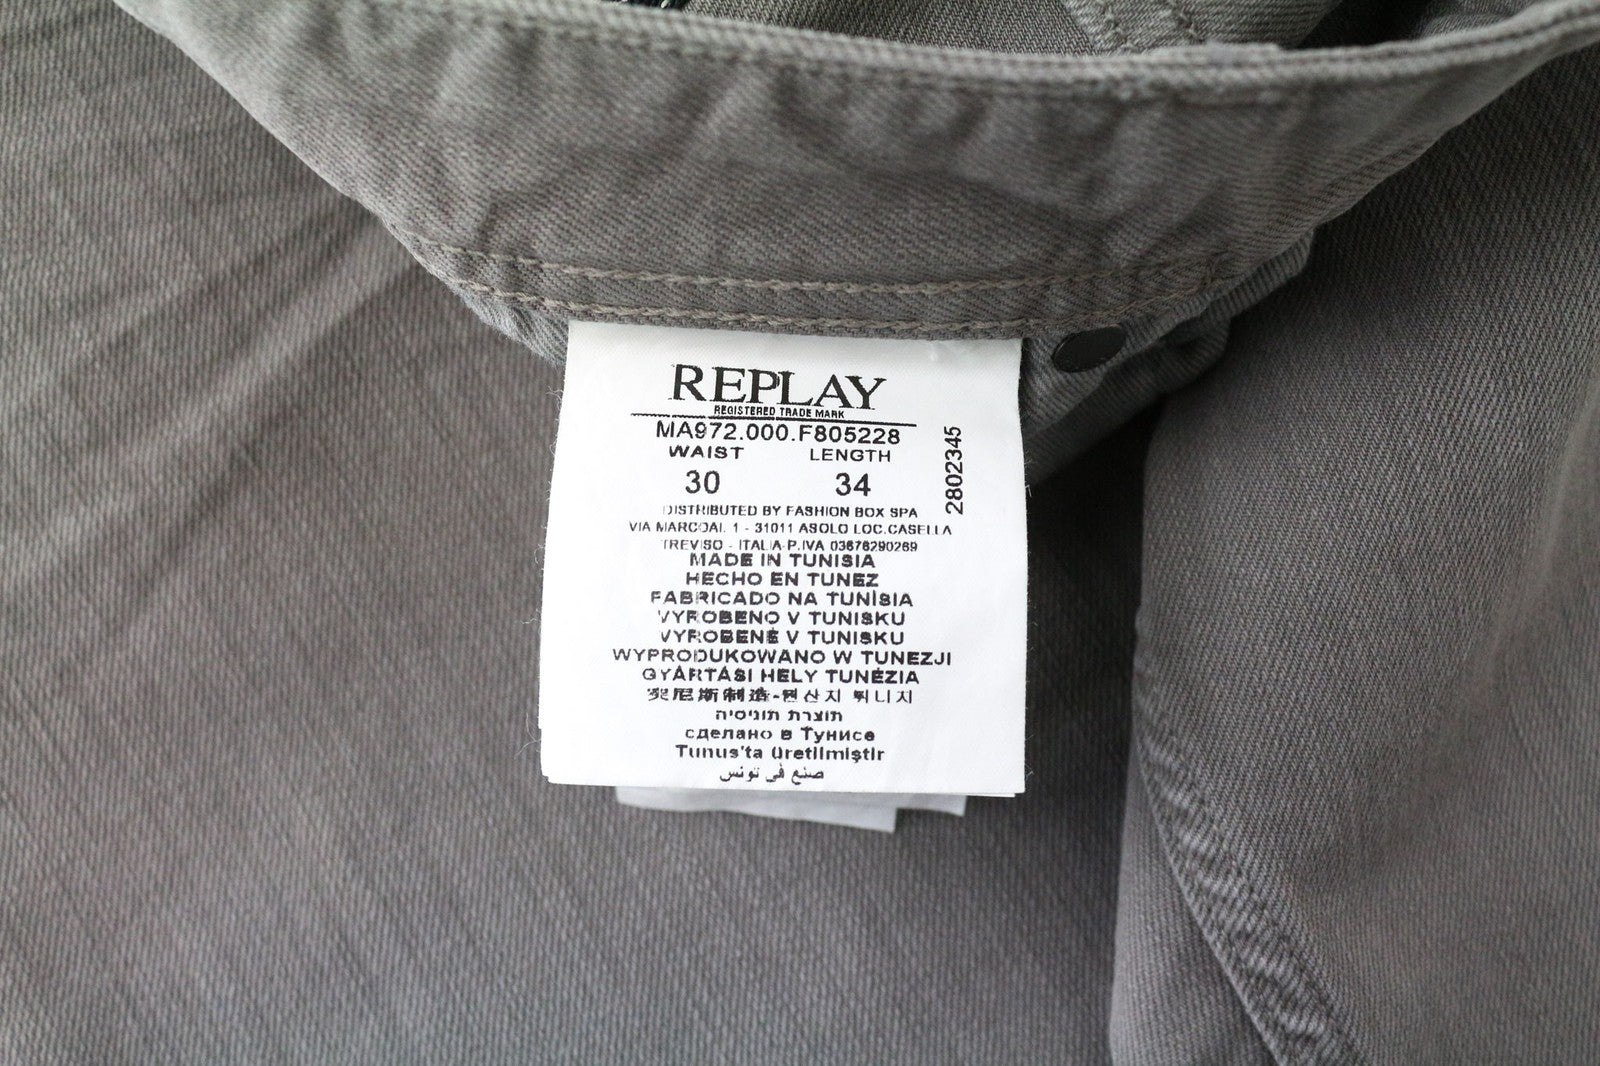 REPLAY
REGISTERED TRADE MARK
MA972.000.F805228
WAIST LENGTH
30 34
2802345
DISTRIBUTED BY FASHION BOX SPA
VIA MARCOAI. 1 - 31011 ASOLO LOC.CASELLA
TREVISO - ITALIA-P.IVA 03676290269
MADE IN TUNISIA
HECHO EN TUNEZ
FABRICADO NA TUNÍSIA
VYROBENO V TUNISKU
VYROBENÉ V TUNISKU
WYPRODUKOWANO W TUNEZJI
GYÁRTÁSI HELY TUNÉZIA
突尼斯制造-원산지 튀니지
תוצרת תוניסיה
сделано в Тунисе
Tunus'ta üretilmiştir
صنع في تونس